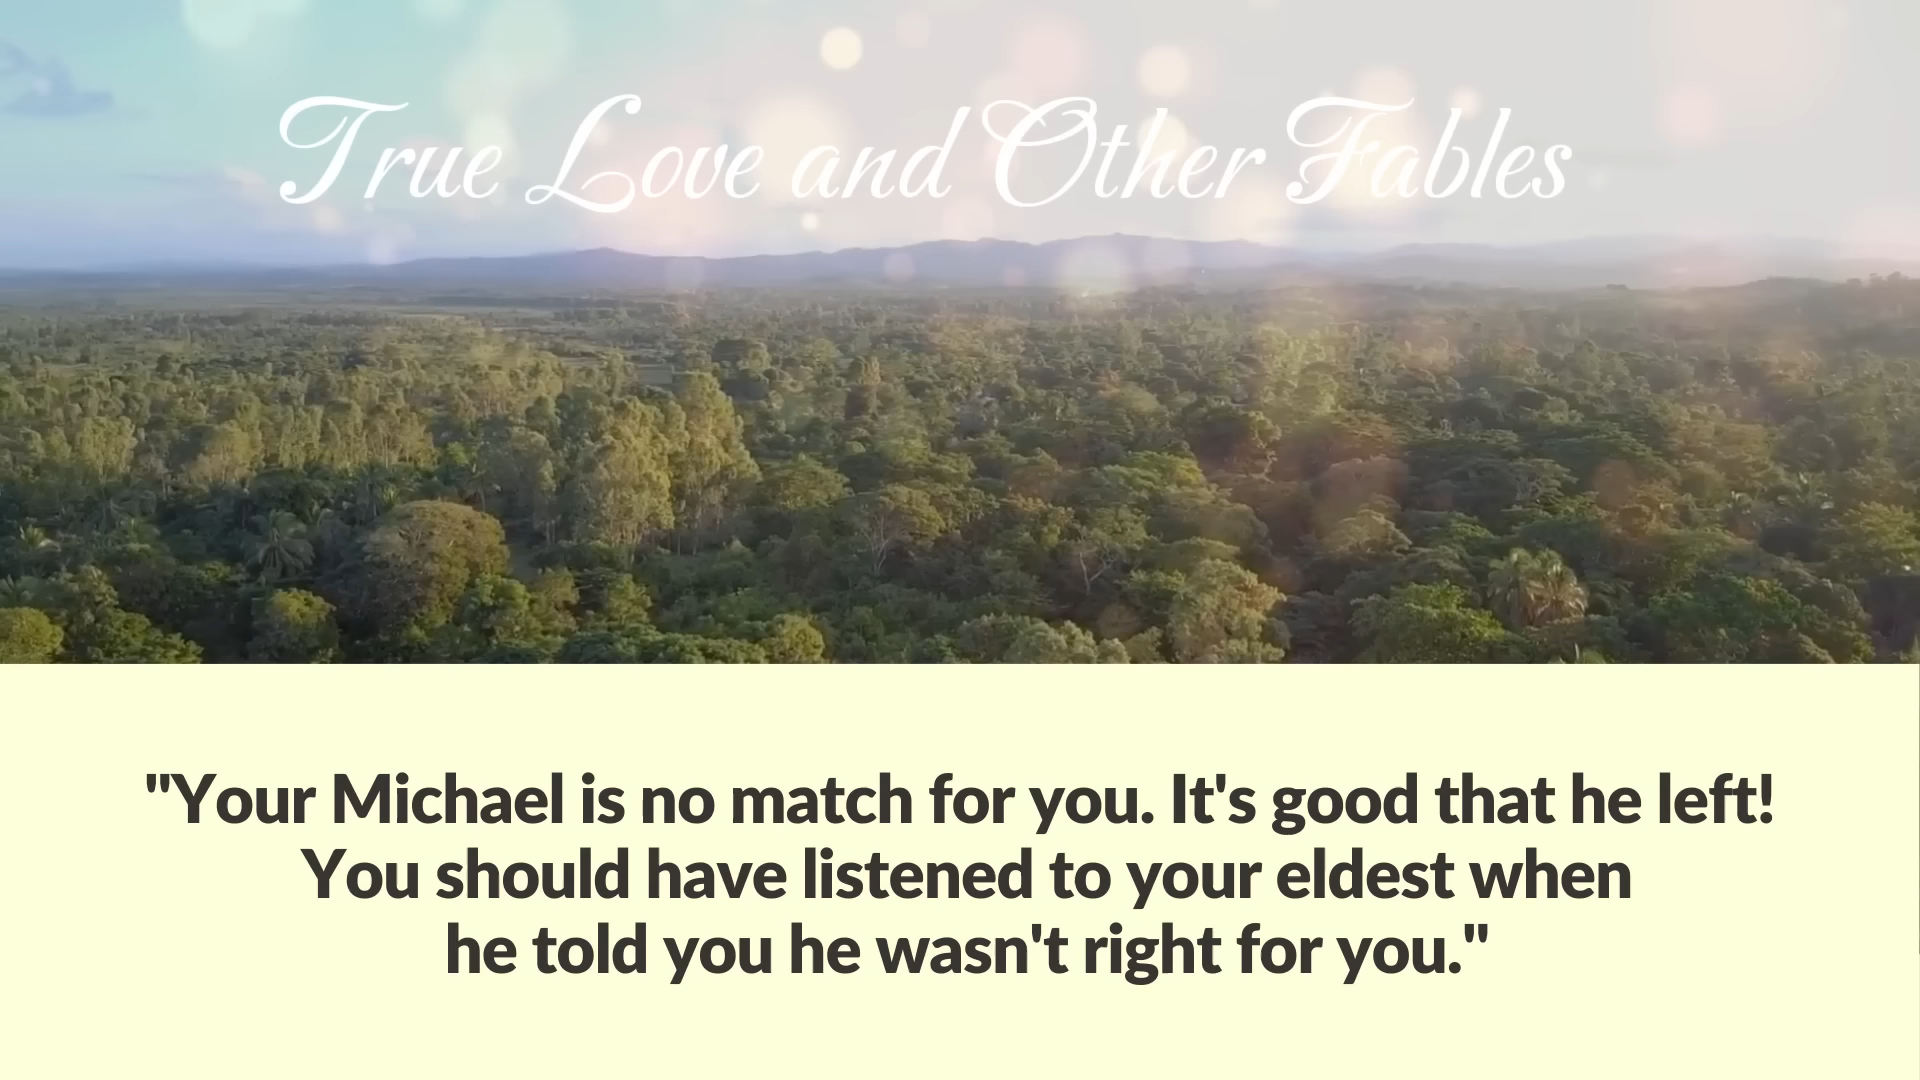 True Love and Other Fables
"Your Michael is no match for you. It's good that he left!
You should have listened to your eldest when
he told you he wasn't right for you."